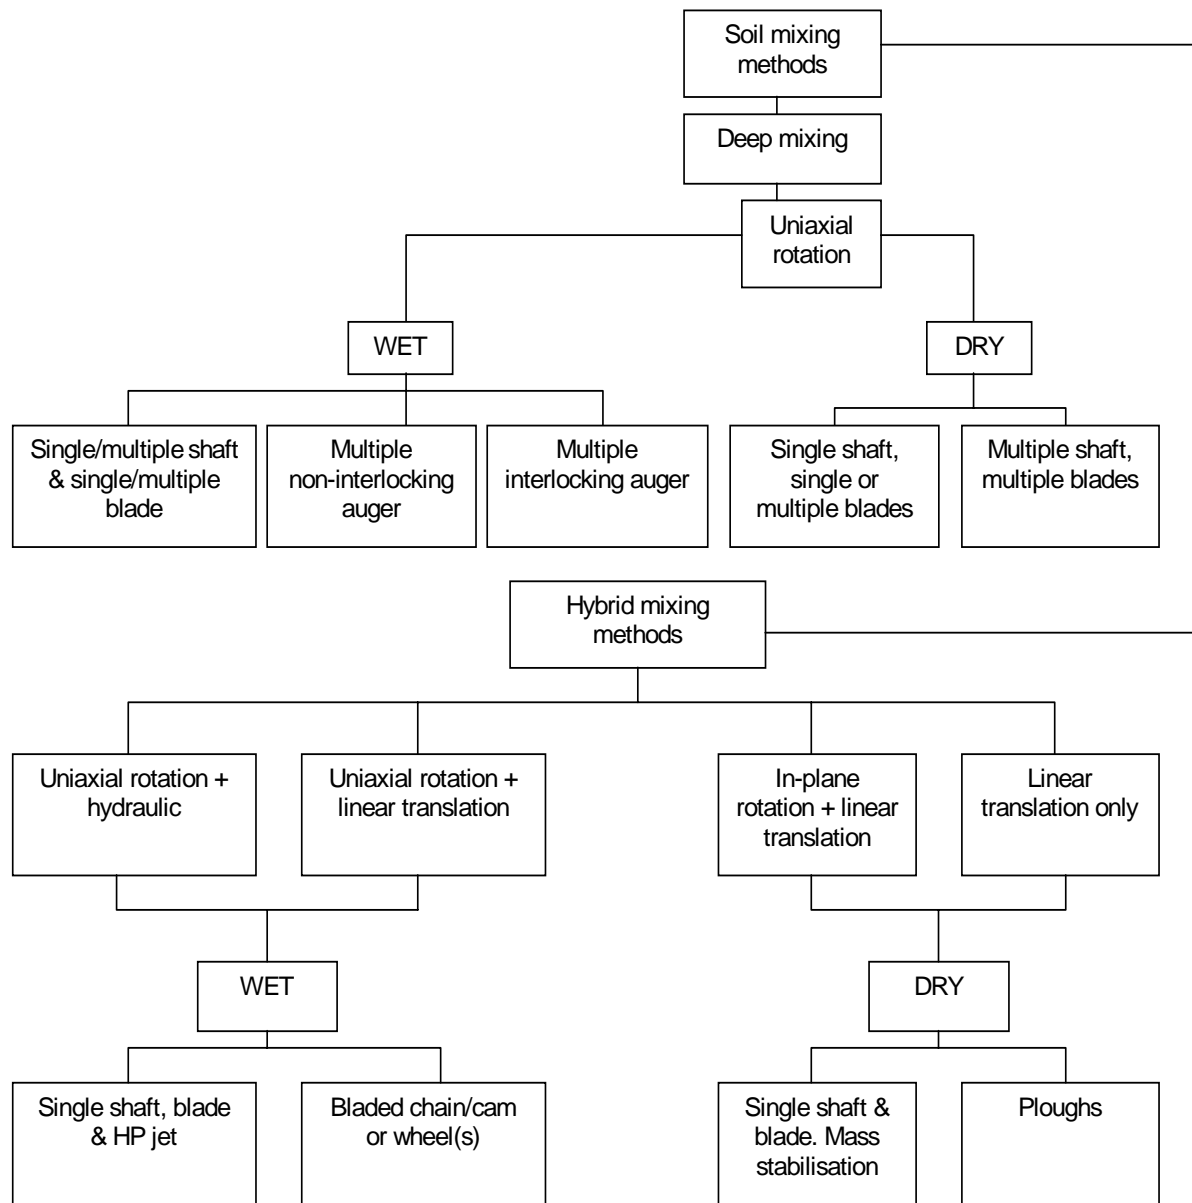 Soil mixing
methods
Deep mixing
Uniaxial
rotation
WET
DRY
Single/multiple shaft
& single/multiple
blade
Multiple
non-interlocking
auger
Multiple
interlocking auger
Single shaft,
single or
multiple blades
Multiple shaft,
multiple blades
Hybrid mixing
methods
Uniaxial rotation +
hydraulic
Uniaxial rotation +
linear translation
In-plane
rotation + linear
translation
Linear
translation only
WET
DRY
Single shaft, blade
& HP jet
Bladed chain/cam
or wheel(s)
Single shaft &
blade. Mass
stabilisation
Ploughs